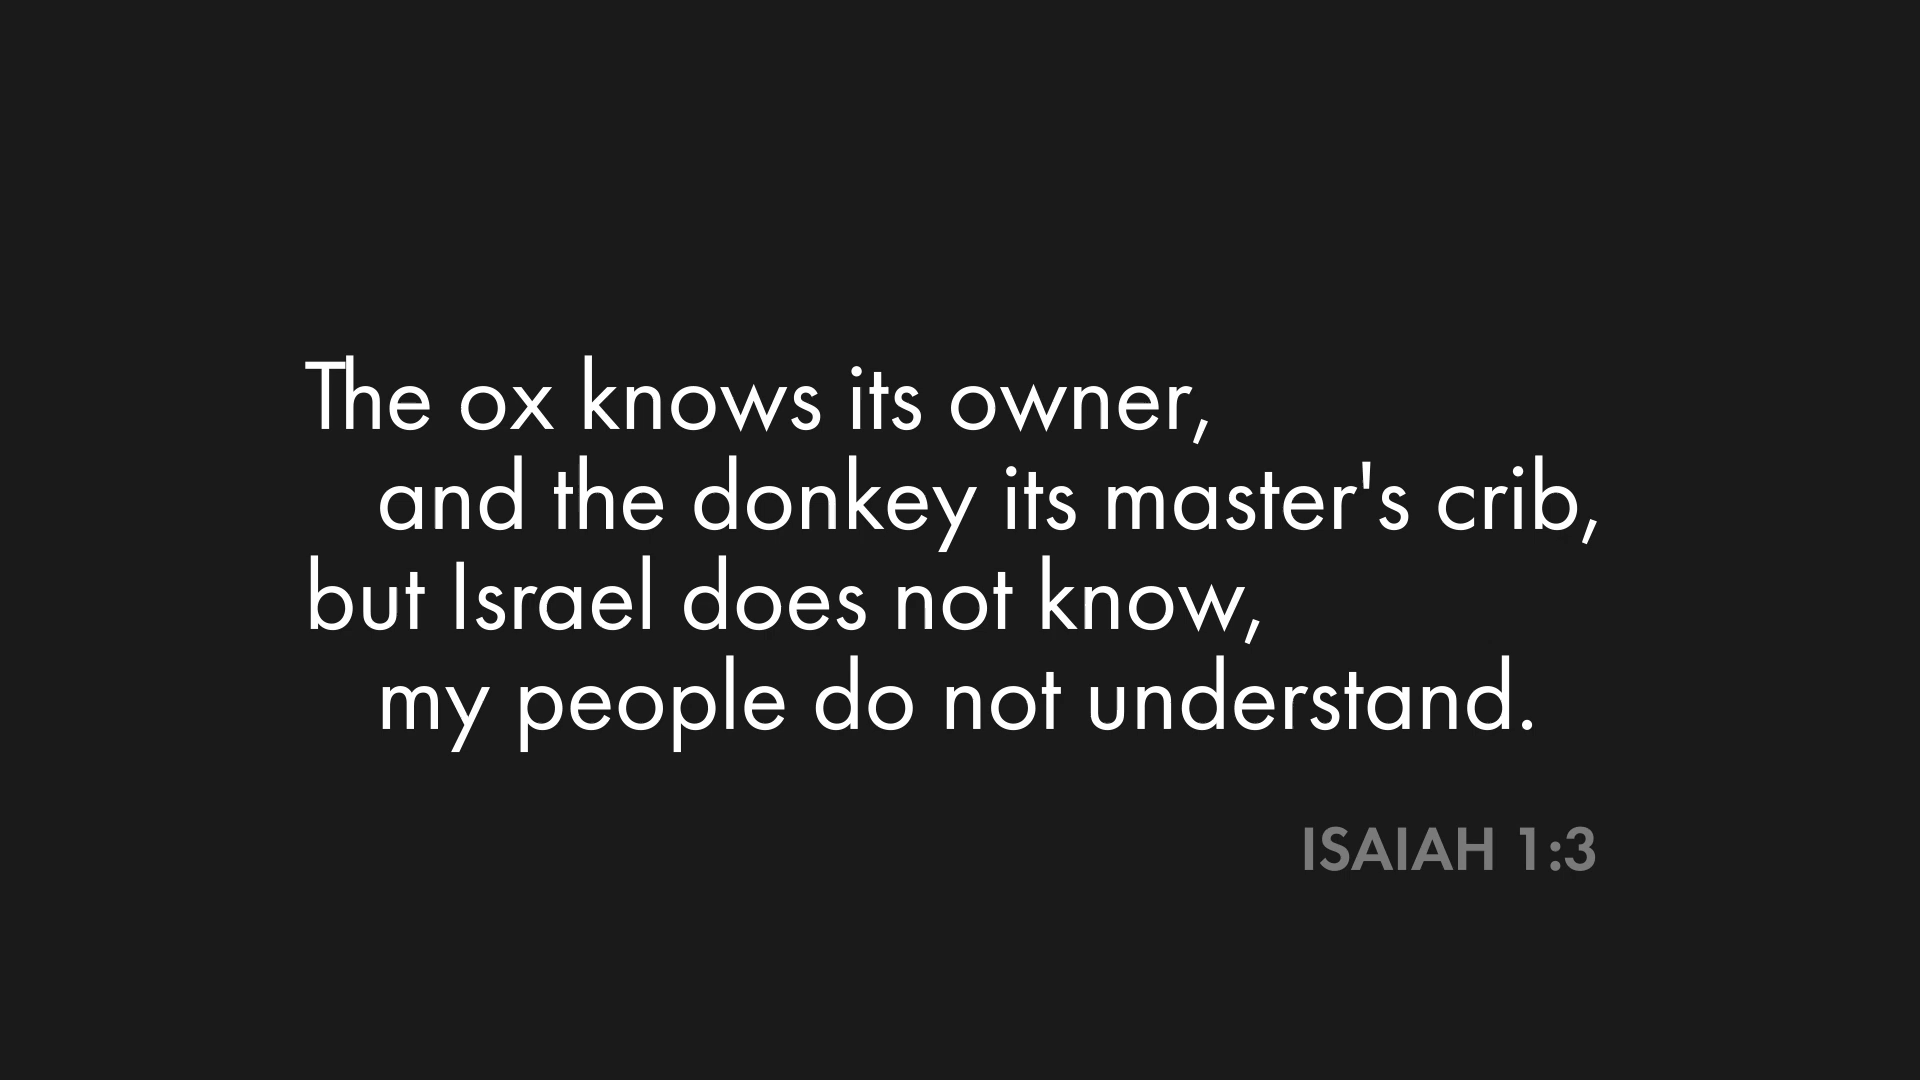 The ox knows its owner,
and the donkey its master's crib,
but Israel does not know,
my people do not understand.
ISAIAH 1:3